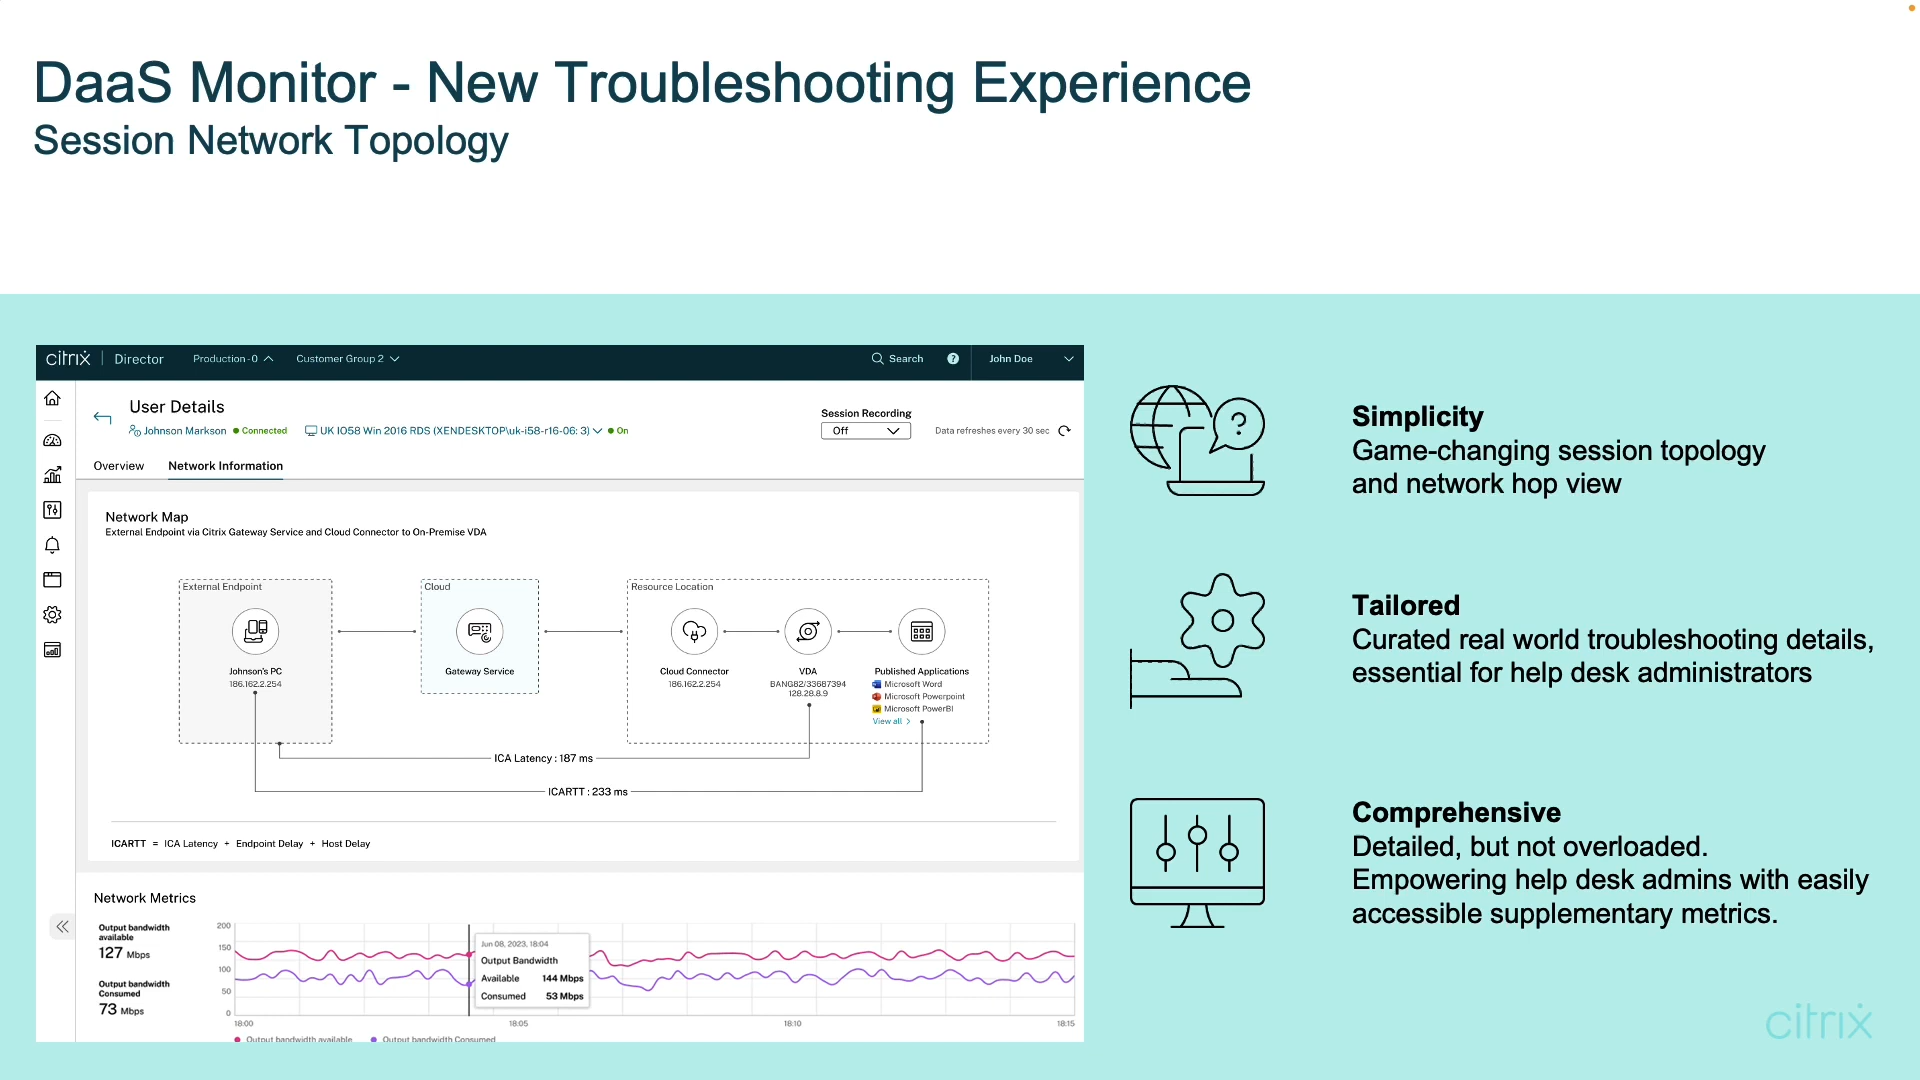 DaaS Monitor - New Troubleshooting Experience
Session Network Topology
citrix | Director Production-0 Customer Group 2 Search ? John Doe
User Details
Johnson Markson Connected UK IO58 Win 2016 RDS (XENDESKTOP\uk-i58-r16-06: 3) On
Session Recording
Off
Data refreshes every 30 sec
Overview Network Information
Network Map
External Endpoint via Citrix Gateway Service and Cloud Connector to On-Premise VDA
External Endpoint
Johnson's PC
186.162.2.254
Cloud
Gateway Service
Resource Location
Cloud Connector
186.162.2.254
VDA
BANG82/33687394
128.28.8.9
Published Applications
Microsoft Word
Microsoft Powerpoint
Microsoft PowerBI
View all >
ICA Latency : 187 ms
ICARTT : 233 ms
ICARTT = ICA Latency + Endpoint Delay + Host Delay
Network Metrics
Output bandwidth
available
127 Mbps
Output bandwidth
Consumed
73 Mbps
200
150
100
50
0
Jun 08, 2023, 18:04
Output Bandwidth
Available 144 Mbps
Consumed 53 Mbps
18:00 18:05 18:10 18:15
Output bandwidth available Output bandwidth Consumed
?
Simplicity
Game-changing session topology
and network hop view
Tailored
Curated real world troubleshooting details,
essential for help desk administrators
Comprehensive
Detailed, but not overloaded.
Empowering help desk admins with easily
accessible supplementary metrics.
citrix